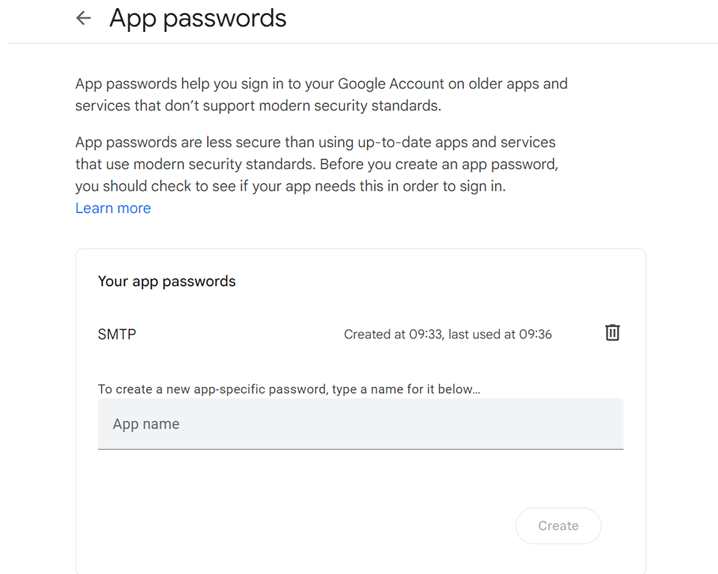 App passwords
App passwords help you sign in to your Google Account on older apps and
services that don’t support modern security standards.
App passwords are less secure than using up-to-date apps and services
that use modern security standards. Before you create an app password,
you should check to see if your app needs this in order to sign in.
Learn more
Your app passwords
SMTP Created at 09:33, last used at 09:36
To create a new app-specific password, type a name for it below...
App name
Create